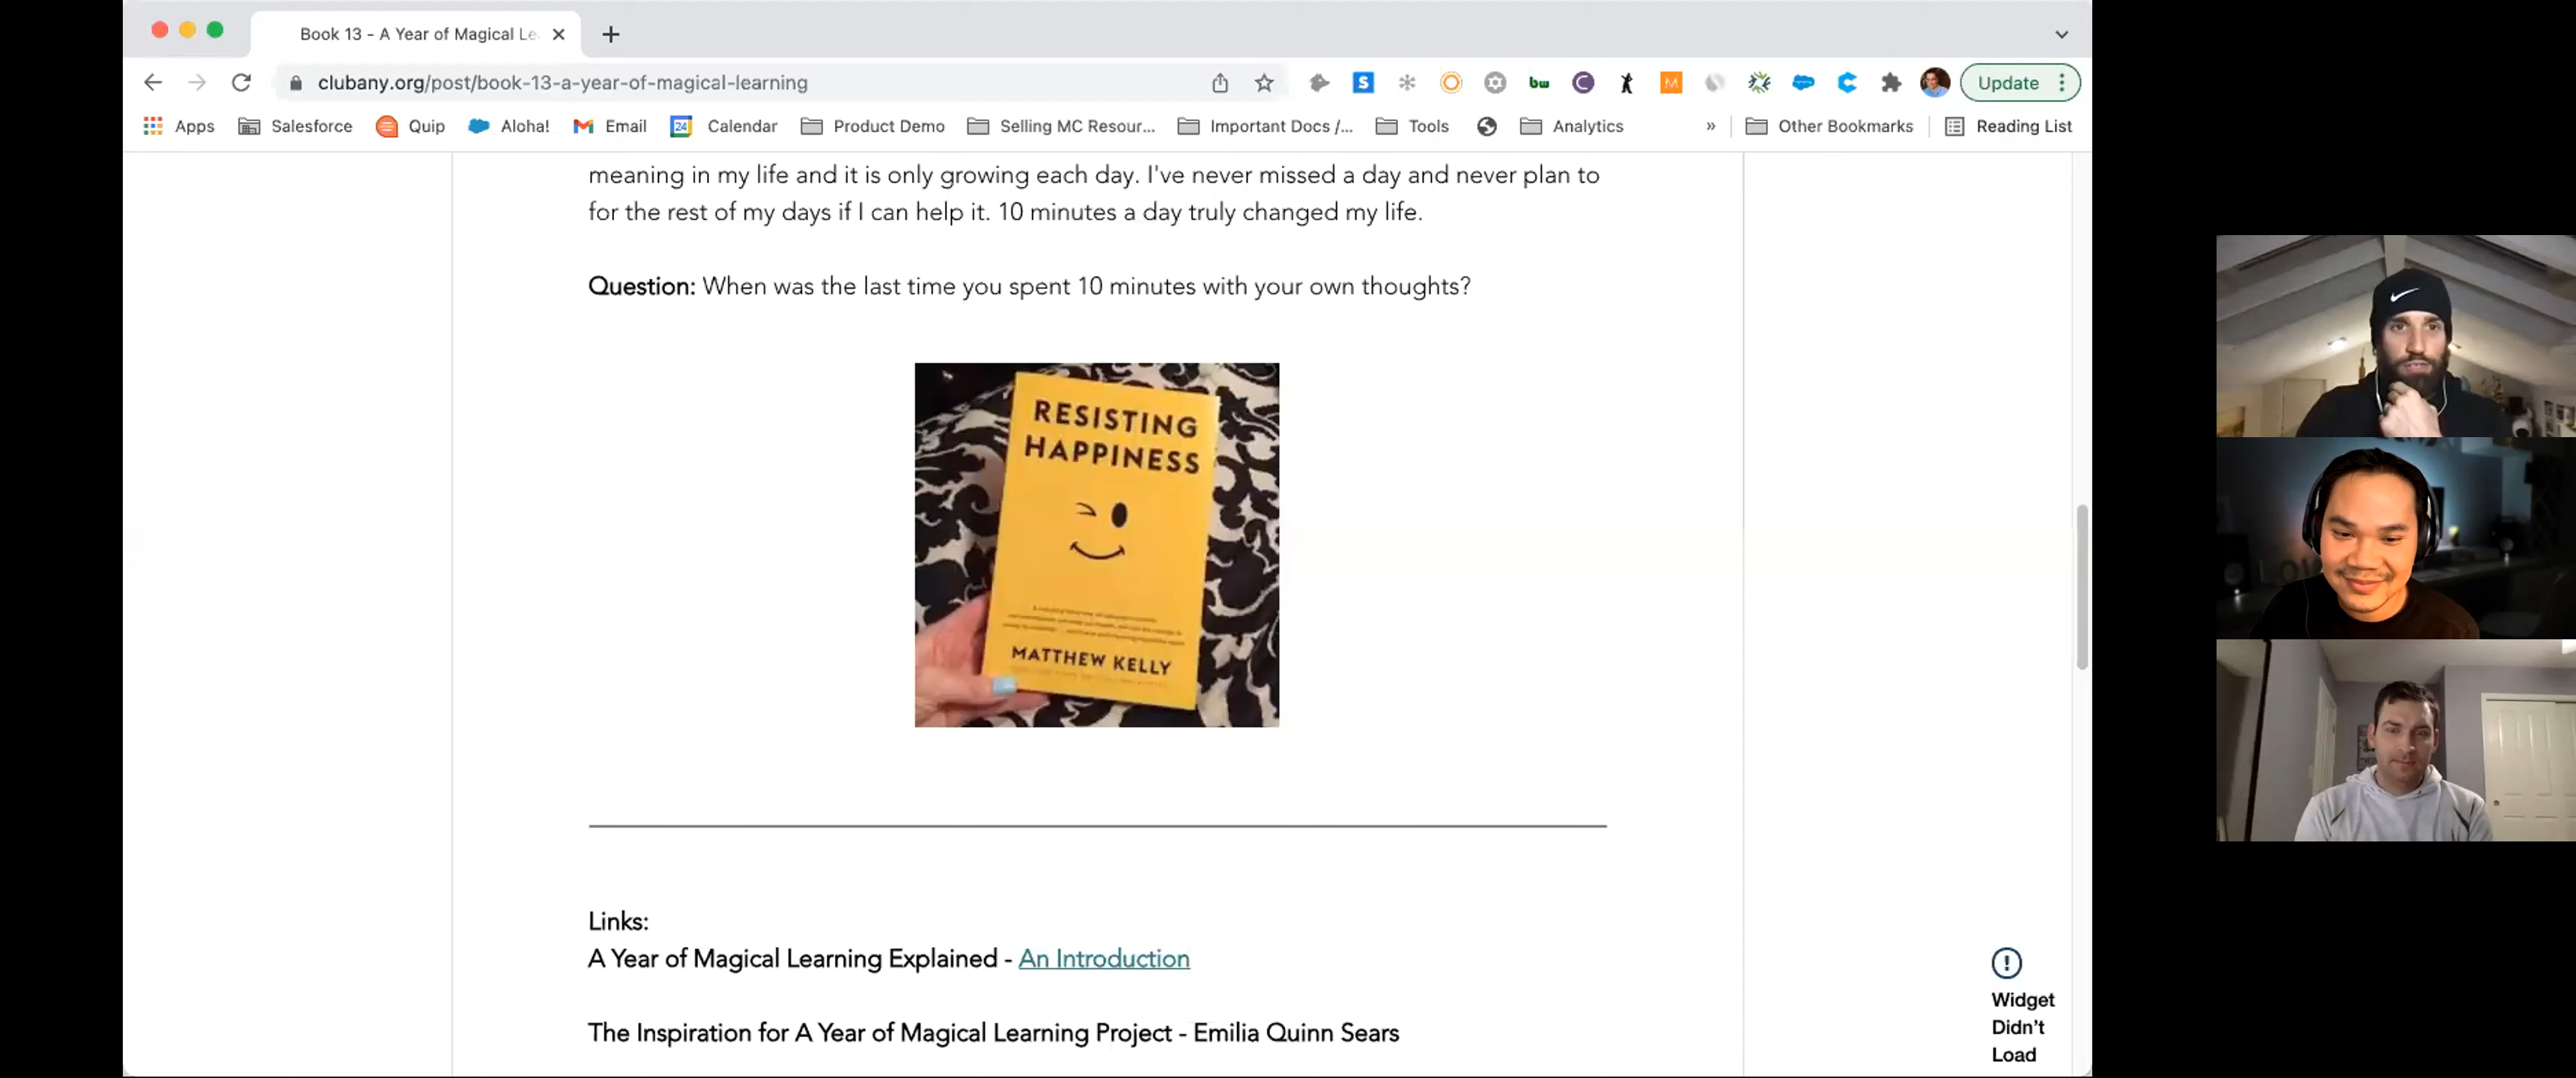 Book 13 - A Year of Magical Le
clubany.org/post/book-13-a-year-of-magical-learning
Update
Apps
Salesforce
Quip
Aloha!
24
Email
Calendar
Product Demo
Selling MC Resour...
Important Docs /...
Tools
Analytics
»
Other Bookmarks
Reading List
S
bw
C
M
meaning in my life and it is only growing each day. I've never missed a day and never plan to
for the rest of my days if I can help it. 10 minutes a day truly changed my life.
Question: When was the last time you spent 10 minutes with your own thoughts?
RESISTING
HAPPINESS
MATTHEW KELLY
Links:
A Year of Magical Learning Explained - An Introduction
The Inspiration for A Year of Magical Learning Project - Emilia Quinn Sears
Widget
Didn't
Load